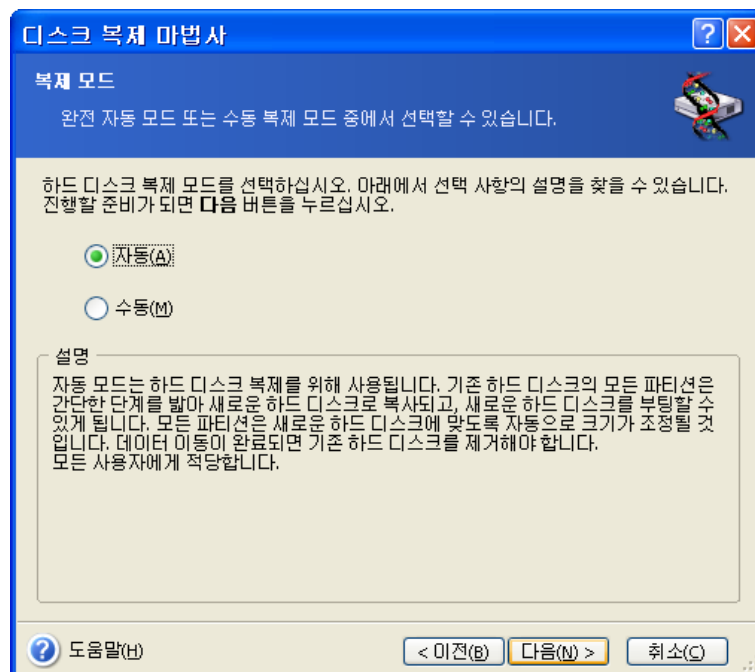 디스크 복제 마법사
복제 모드
완전 자동 모드 또는 수동 복제 모드 중에서 선택할 수 있습니다.
하드 디스크 복제 모드를 선택하십시오. 아래에서 선택 사항의 설명을 찾을 수 있습니다.
진행할 준비가 되면 다음 버튼을 누르십시오.
자동(A)
수동(M)
설명
자동 모드는 하드 디스크 복제를 위해 사용됩니다. 기존 하드 디스크의 모든 파티션은
간단한 단계를 밟아 새로운 하드 디스크로 복사되고, 새로운 하드 디스크를 부팅할 수
있게 됩니다. 모든 파티션은 새로운 하드 디스크에 맞도록 자동으로 크기가 조정될 것
입니다. 데이터 이동이 완료되면 기존 하드 디스크를 제거해야 합니다.
모든 사용자에게 적당합니다.
도움말(H)
< 이전(B) 다음(N) > 취소(C)